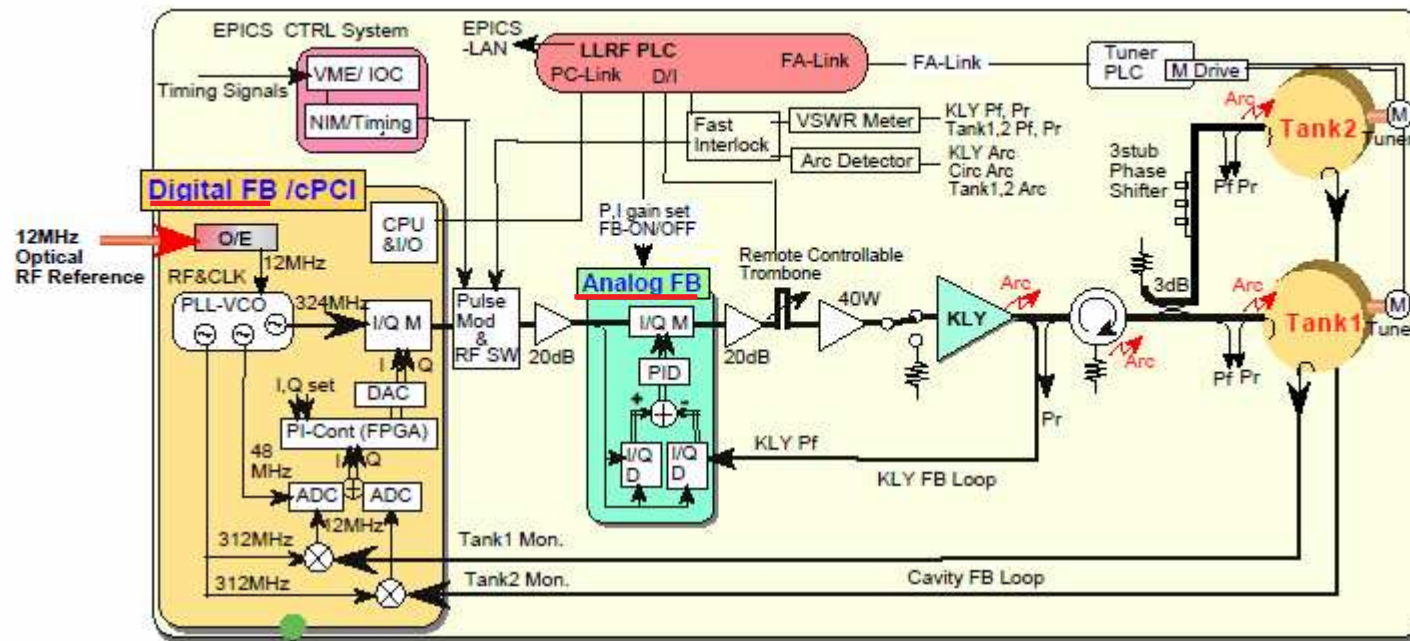 EPICS CTRL System
VME/ IOC
Timing Signals
NIM/Timing
EPICS
-LAN
LLRF PLC
PC-Link D/I
FA-Link
FA-Link
Tuner
PLC
M Drive
Fast
Interlock
VSWR Meter
KLY Pf, Pr
Tank1,2 Pf, Pr
Arc Detector
KLY Arc
Circ Arc
Tank1,2 Arc
Arc
Tank2
M
Tuner
3stub
Phase
Shifter
Pf Pr
Digital FB /cPCI
12MHz
Optical
RF Reference
O/E
12MHz
RF&CLK
CPU
&I/O
PLL-VCO
324MHz
I/Q M
I Q
DAC
I,Q set
PI-Cont (FPGA)
I Q
48
MHz
ADC
ADC
12MHz
312MHz
312MHz
Pulse
Mod
&
RF SW
20dB
P,I gain set
FB-ON/OFF
Analog FB
I/Q M
PID
+ -
I/Q
D
I/Q
D
20dB
Remote Controllable
Trombone
40W
KLY
Arc
Arc
Pr
3dB
Arc
Tank1
M
Tuner
Pf Pr
KLY Pf
KLY FB Loop
Tank1 Mon.
Tank2 Mon.
Cavity FB Loop